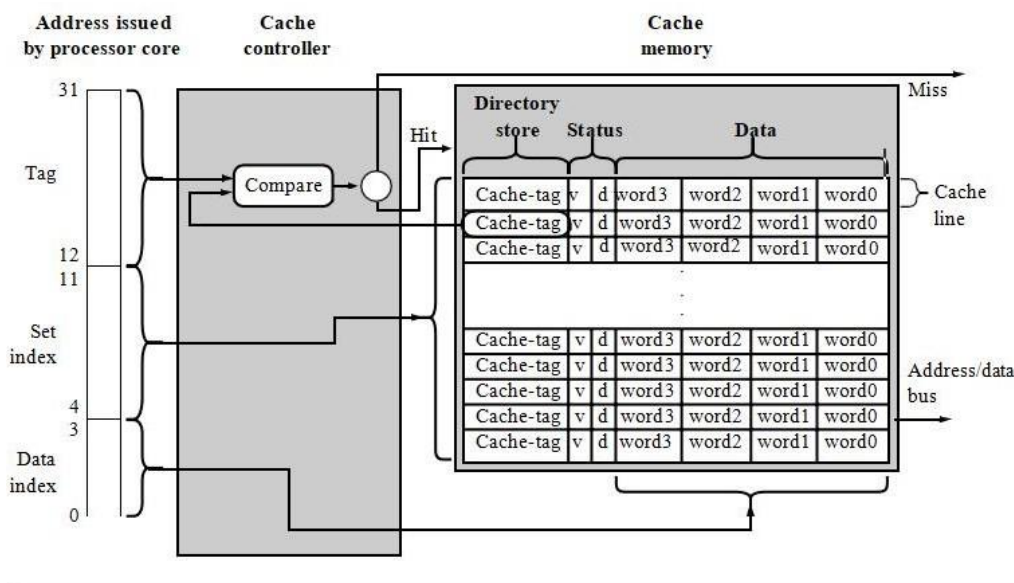 Address issued
by processor core
Cache
controller
Cache
memory
31
Tag
12
11
Set
index
4
3
Data
index
0
Compare
Hit
Miss
Directory
store
Status
Data
Cache-tag v d word3 word2 word1 word0
Cache-tag v d word3 word2 word1 word0
Cache-tag v d word3 word2 word1 word0
.
.
.
Cache-tag v d word3 word2 word1 word0
Cache-tag v d word3 word2 word1 word0
Cache-tag v d word3 word2 word1 word0
Cache-tag v d word3 word2 word1 word0
Cache-tag v d word3 word2 word1 word0
Cache
line
Address/data
bus